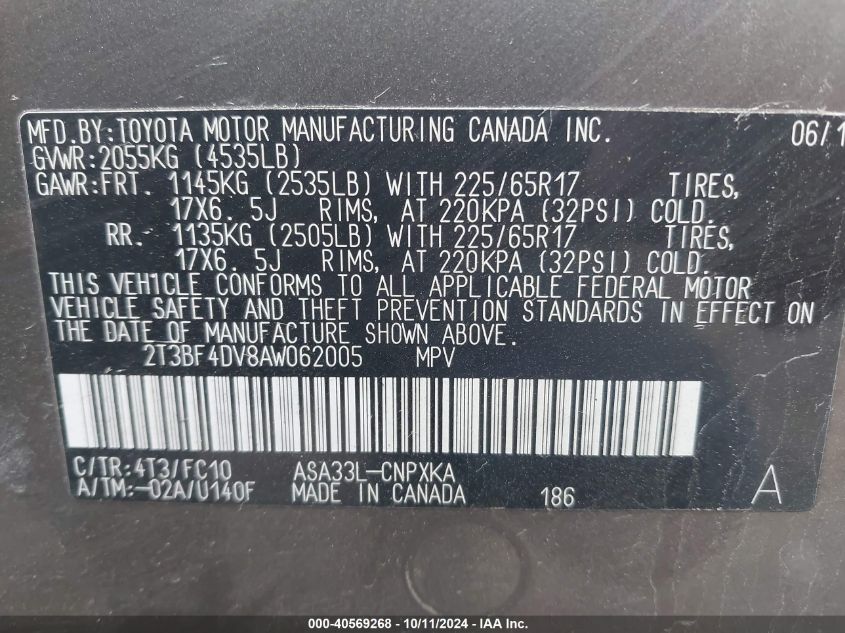 MFD.BY:TOYOTA MOTOR MANUFACTURING CANADA INC. 06/1
GVWR:2055KG (4535LB)
GAWR:FRT. 1145KG (2535LB) WITH 225/65R17 TIRES,
17X6. 5J RIMS, AT 220KPA (32PSI) COLD.
RR. 1135KG (2505LB) WITH 225/65R17 TIRES,
17X6. 5J RIMS, AT 220KPA (32PSI) COLD.
THIS VEHICLE CONFORMS TO ALL APPLICABLE FEDERAL MOTOR
VEHICLE SAFETY AND THEFT PREVENTION STANDARDS IN EFFECT ON
THE DATE OF MANUFACTURE SHOWN ABOVE.
2T3BF4DV8AW062005 MPV
C/TR:4T3/FC10 ASA33L-CNPXKA
A/TM:-02A/U140F MADE IN CANADA 186 A
000-40569268 - 10/11/2024 - IAA Inc.